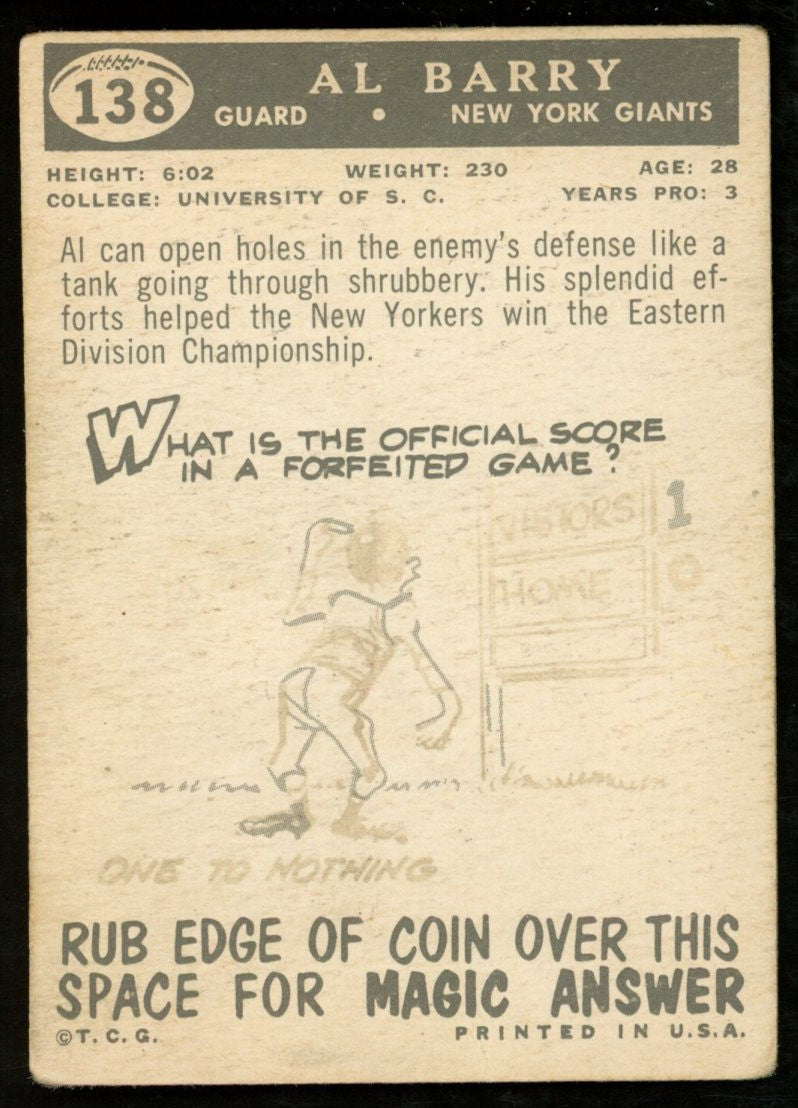 138
AL BARRY
GUARD • NEW YORK GIANTS
HEIGHT: 6:02 WEIGHT: 230 AGE: 28
COLLEGE: UNIVERSITY OF S. C. YEARS PRO: 3
Al can open holes in the enemy's defense like a
tank going through shrubbery. His splendid ef-
forts helped the New Yorkers win the Eastern
Division Championship.
WHAT IS THE OFFICIAL SCORE
IN A FORFEITED GAME?
VISITORS 1
HOME 0
ONE TO NOTHING
RUB EDGE OF COIN OVER THIS
SPACE FOR MAGIC ANSWER
©T. C. G. PRINTED IN U.S.A.